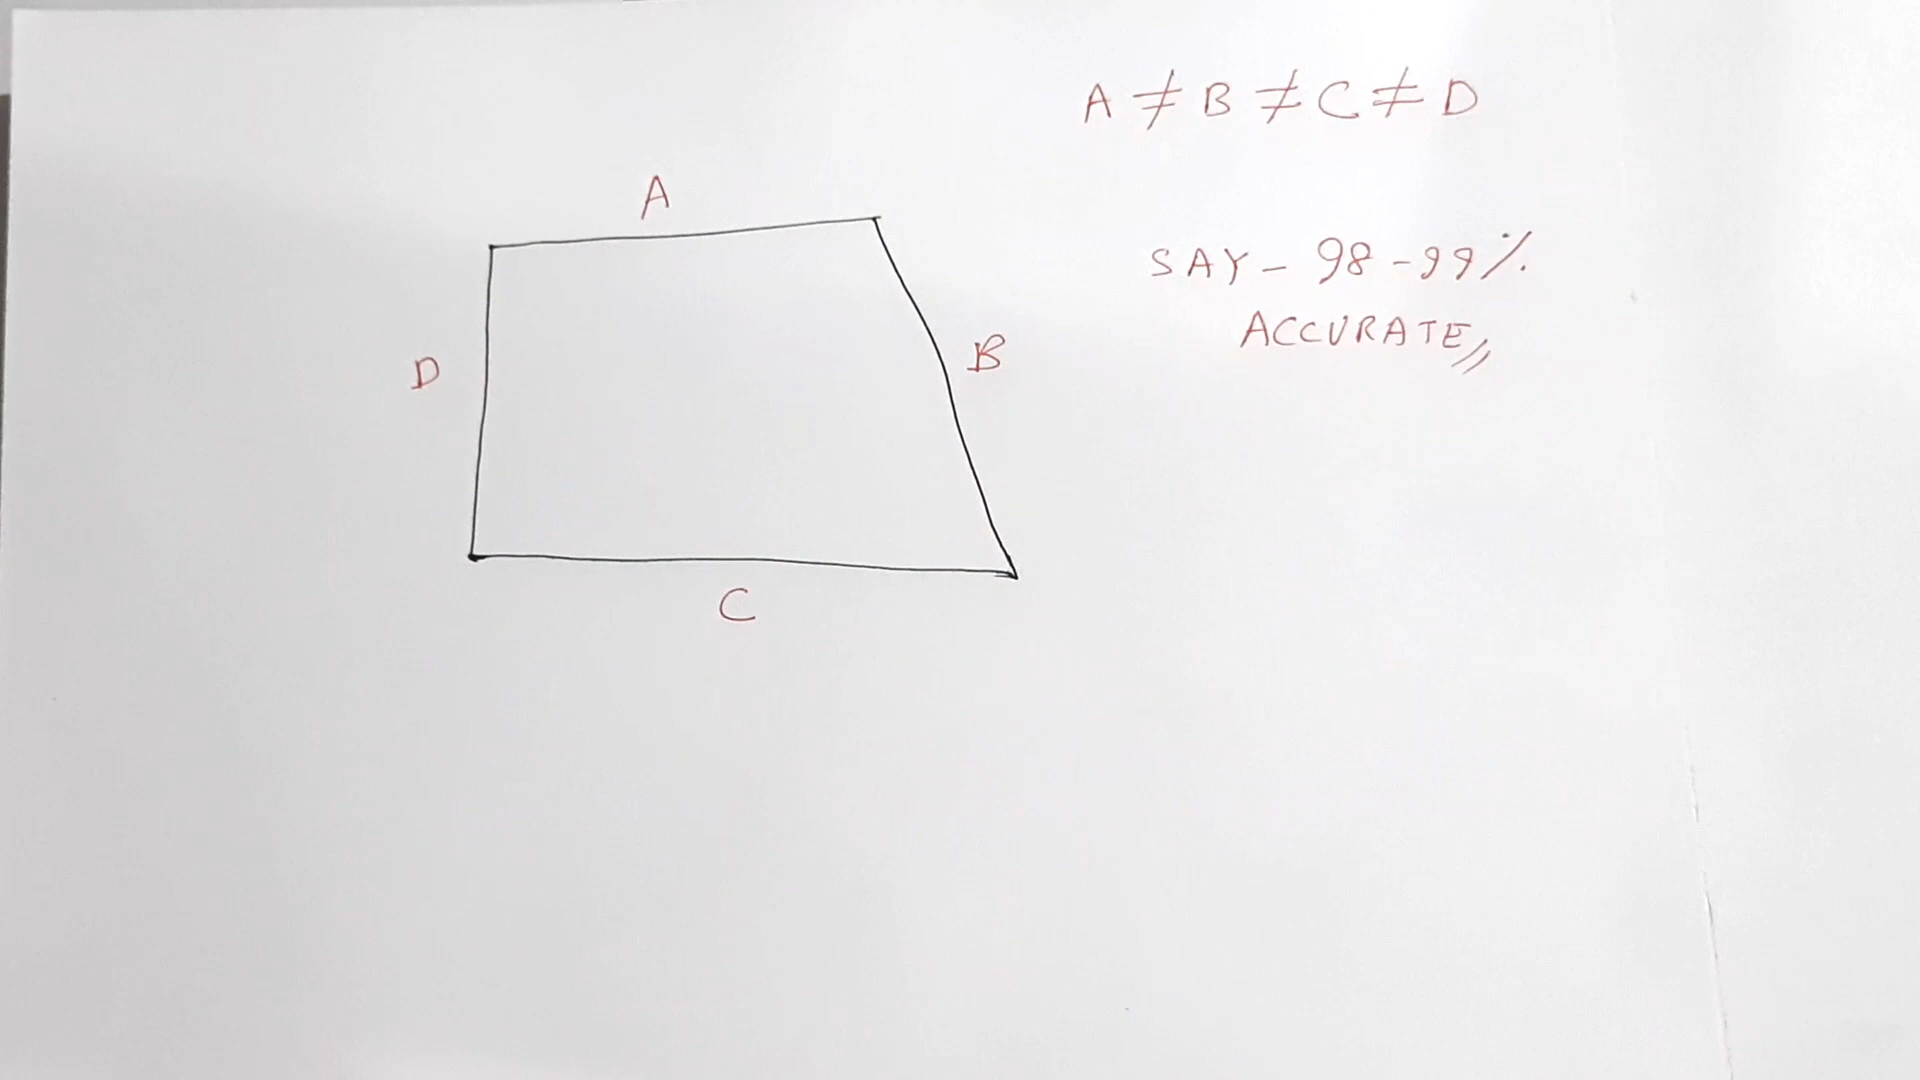 A ≠ B ≠ C ≠ D
A
SAY - 98-99%
ACCURATE
D
B
C